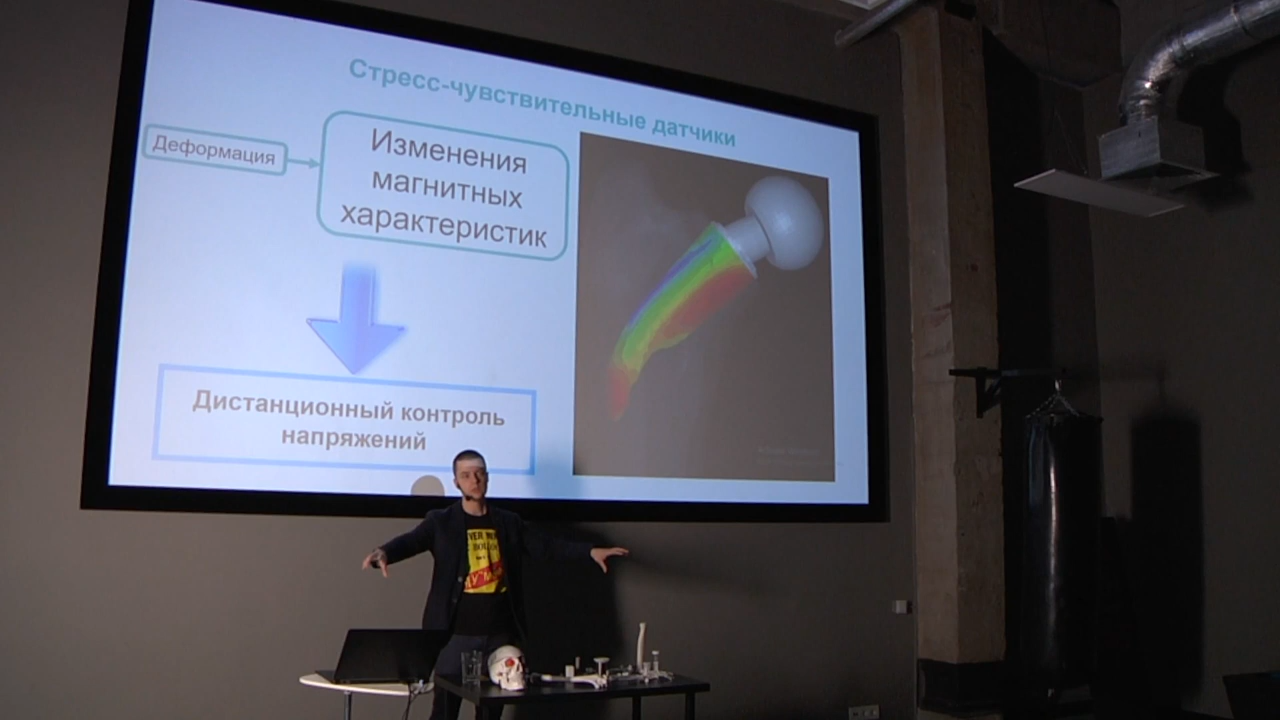 Стресс-чувствительные датчики
Деформация
Изменения
магнитных
характеристик
Дистанционный контроль
напряжений